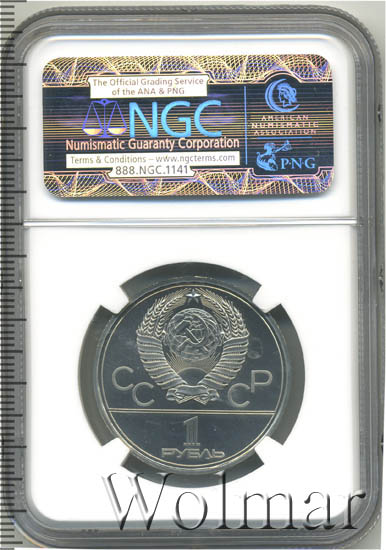 The Official Grading Service
of the ANA & PNG
NGC
Numismatic Guaranty Corporation
Terms & Conditions – www.ngcterms.com
888.NGC.1141
AMERICAN
NUMISMATIC
ASSOCIATION
PNG
СССР
1
РУБЛЬ
Wolmar